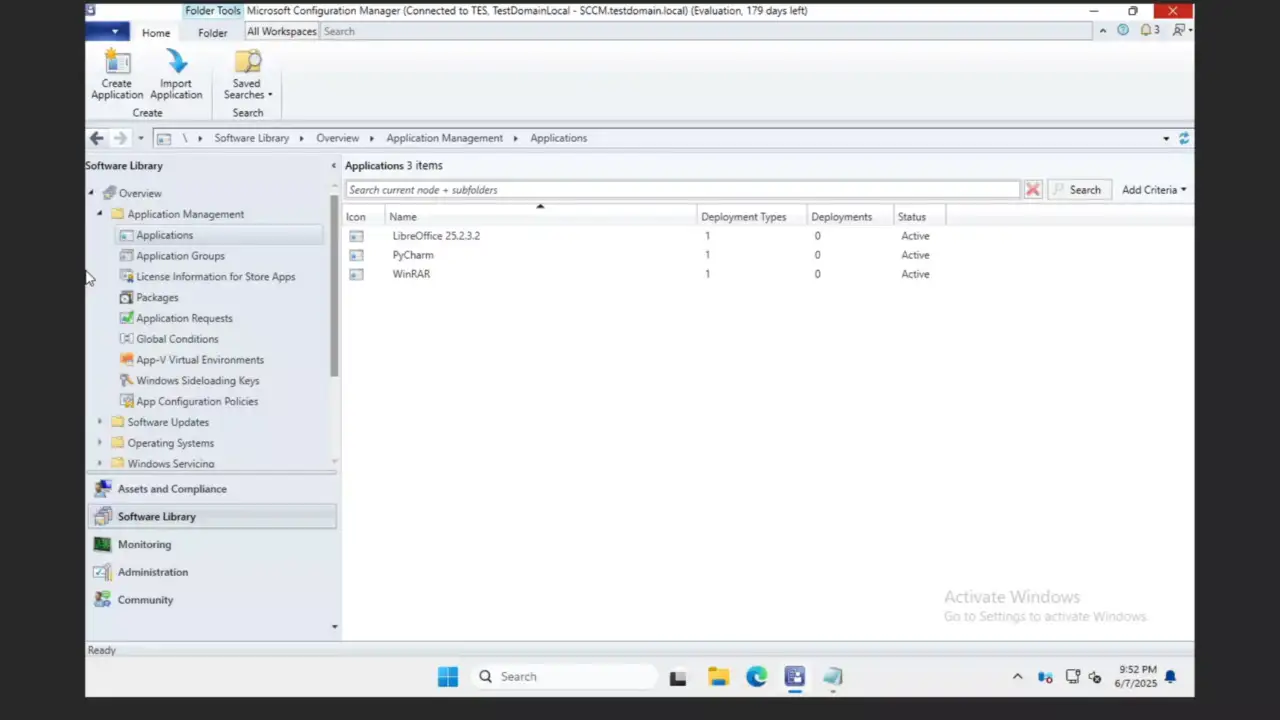 Folder Tools Microsoft Configuration Manager (Connected to TES, TestDomainLocal - SCCM.testdomain.local) (Evaluation, 179 days left)
Home Folder All Workspaces Search 3
Create Application
Import Application
Saved Searches
Create Search
\ Software Library Overview Application Management Applications
Software Library
Overview
Application Management
Applications
Application Groups
License Information for Store Apps
Packages
Application Requests
Global Conditions
App-V Virtual Environments
Windows Sideloading Keys
App Configuration Policies
Software Updates
Operating Systems
Windows Servicing
Assets and Compliance
Software Library
Monitoring
Administration
Community
Applications 3 items
Search current node + subfolders Search Add Criteria
Icon Name Deployment Types Deployments Status
LibreOffice 25.2.3.2 1 0 Active
PyCharm 1 0 Active
WinRAR 1 0 Active
Activate Windows
Go to Settings to activate Windows.
Ready
Search
9:52 PM
6/7/2025